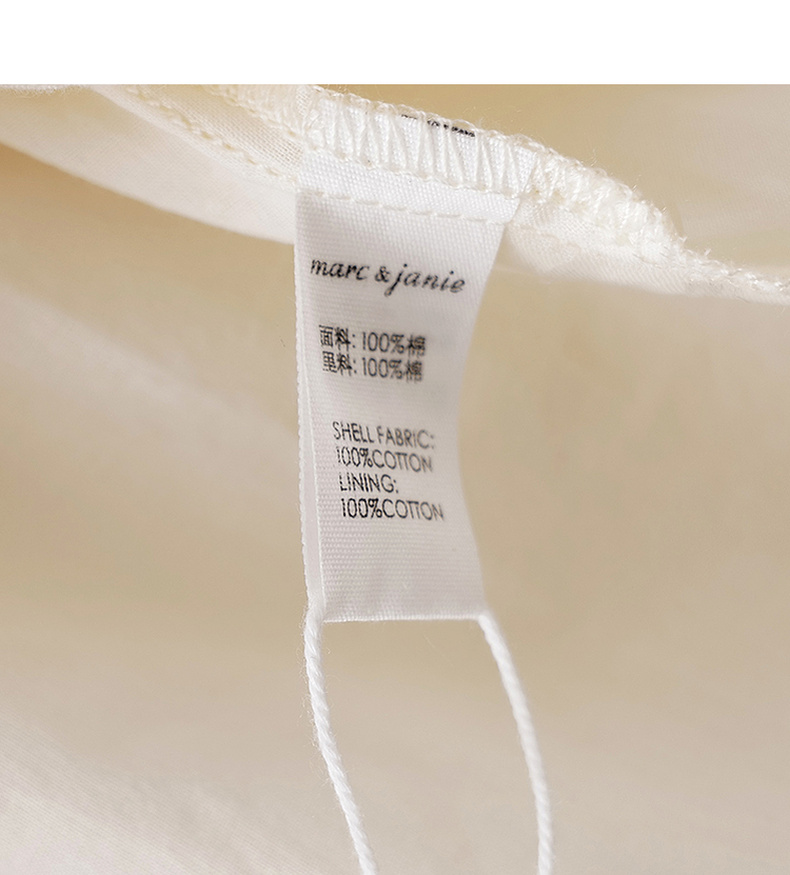 marc & janie
面料: 100%棉
里料: 100%棉
SHELL FABRIC:
100%COTTON
LINING:
100%COTTON